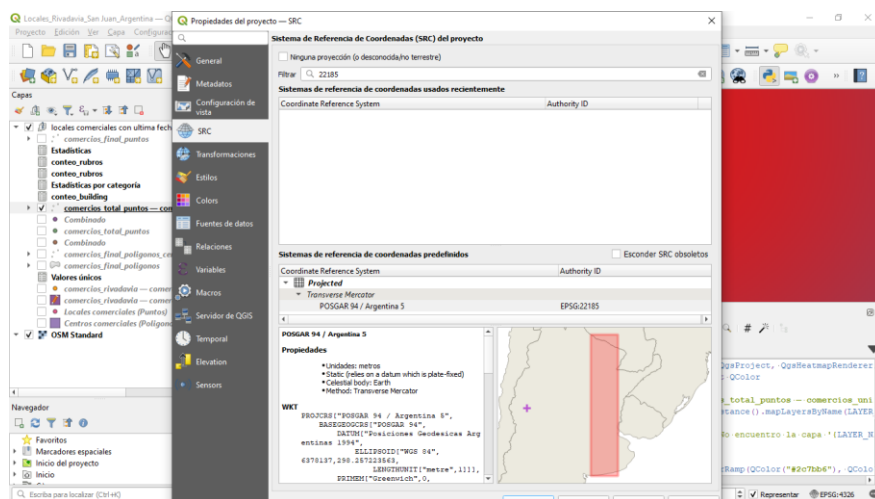 Locales_Rivadavia_San Juan_Argentina — Q
Propiedades del proyecto — SRC
Proyecto Edición Ver Capa Configurac
Sistema de Referencia de Coordenadas (SRC) del proyecto
General
Metadatos
Configuración de
vista
SRC
Transformaciones
Estilos
Colors
Fuentes de datos
Relaciones
Variables
Macros
Servidor de QGIS
Temporal
Elevation
Sensors
Ninguna proyección (o desconocida/no terrestre)
Filtrar
22185
Sistemas de referencia de coordenadas usados recientemente
Coordinate Reference System
Authority ID
Sistemas de referencia de coordenadas predefinidos
Esconder SRC obsoletos
Coordinate Reference System
Authority ID
Projected
Transverse Mercator
POSGAR 94 / Argentina 5
EPSG:22185
POSGAR 94 / Argentina 5
Propiedades
Unidades: metros
Static (relies on a datum which is plate-fixed)
Celestial body: Earth
Method: Transverse Mercator
WKT
PROJCRS["POSGAR 94 / Argentina 5",
BASEGEOGCRS["POSGAR 94",
DATUM["Posiciones Geodesicas Arg
entinas 1994",
ELLIPSOID["WGS 84",
6378137,298.257223563,
LENGTHUNIT["metre",1]]],
PRIMEM["Greenwich",0,
Capas
locales comerciales con ultima fech
comercios_final_puntos
Estadísticas
conteo_rubros
conteo_rubros
Estadísticas por categoría
conteo_building
comercios_total_puntos — con
Combinado
comercios_total_puntos
Combinado
comercios_final_poligonos_ce
comercios_final_poligonos
Valores únicos
comercios_rivadavia — comer
comercios_rivadavia — comer
Locales comerciales (Puntos)
Centros comerciales (Polígono
OSM Standard
Navegador
Favoritos
Marcadores espaciales
Inicio del proyecto
Inicio
Escriba para localizar (Ctrl+K)
QgsProject, QgsHeatmapRenderer
QColor
s_total_puntos — comercios_uni
stance().mapLayersByName(LAYER
No encuentro la capa '{LAYER_N
rRamp(QColor("#2c7bb6"), QColo
Representar
EPSG:4326